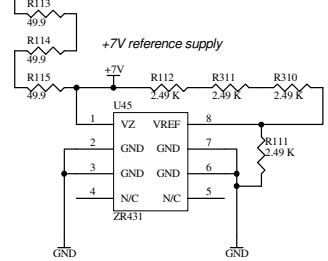 R113
49.9
R114
49.9
+7V reference supply
R115
49.9
+7V
R112
2.49 K
R311
2.49 K
R310
2.49 K
U45
1 VZ VREF 8
2 GND GND 7
3 GND GND 6
4 N/C N/C 5
ZR431
R111
2.49 K
GND
GND